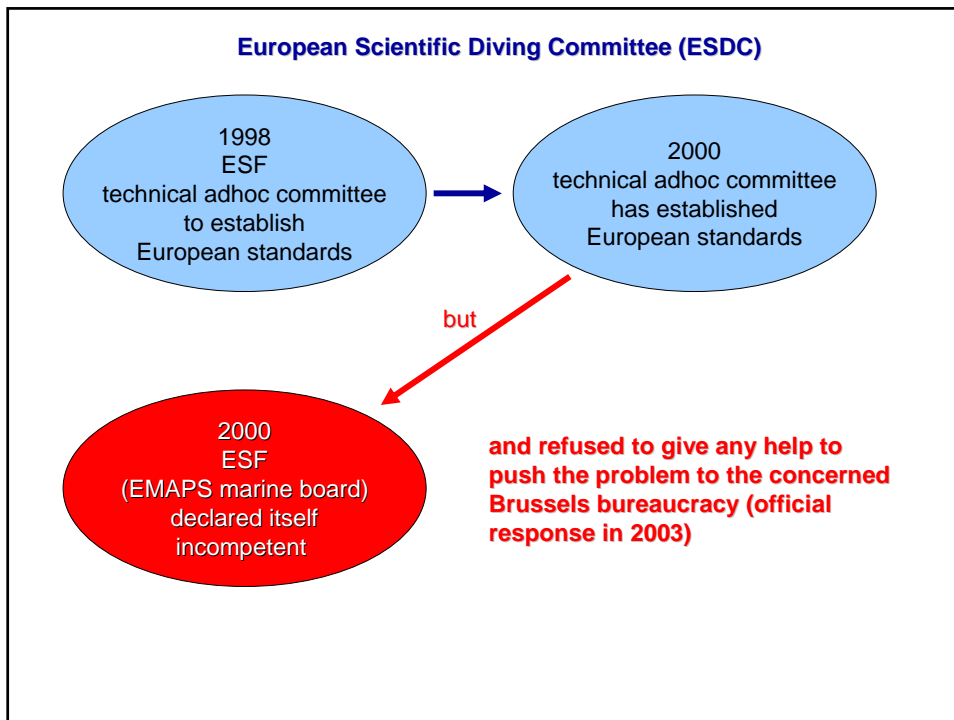 European Scientific Diving Committee (ESDC)
1998
ESF
technical adhoc committee
to establish
European standards
2000
technical adhoc committee
has established
European standards
but
2000
ESF
(EMAPS marine board)
declared itself
incompetent
and refused to give any help to
push the problem to the concerned
Brussels bureaucracy (official
response in 2003)